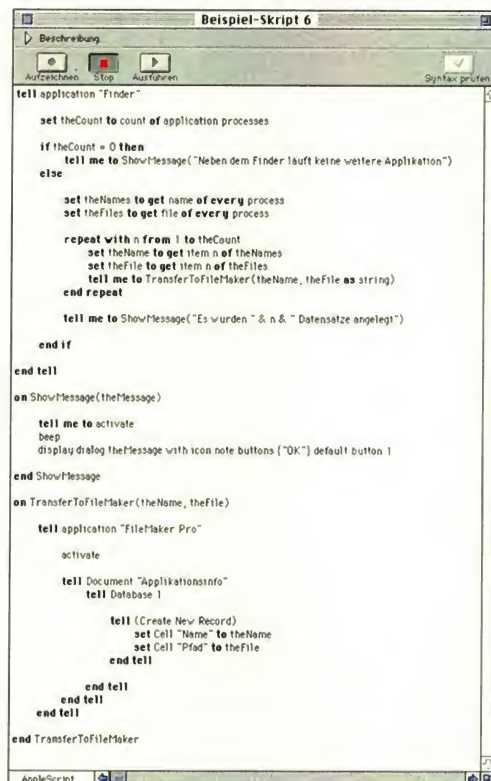 Beispiel-Skript 6
Beschreibung
Aufzeichnen Stop Ausführen Syntax prüfen
tell application "Finder"
set theCount to count of application processes
if theCount = 0 then
tell me to ShowMessage("Neben dem Finder läuft keine weitere Applikation")
else
set theNames to get name of every process
set theFiles to get file of every process
repeat with n from 1 to theCount
set theName to get item n of theNames
set theFile to get item n of theFiles
tell me to TransferToFileMaker(theName, theFile as string)
end repeat
tell me to ShowMessage("Es wurden " & n & " Datensätze angelegt")
end if
end tell
on ShowMessage(theMessage)
tell me to activate
beep
display dialog theMessage with icon note buttons {"OK"} default button 1
end ShowMessage
on TransferToFileMaker(theName, theFile)
tell application "FileMaker Pro"
activate
tell Document "Applikationsinfo"
tell Database 1
tell (Create New Record)
set Cell "Name" to theName
set Cell "Pfad" to theFile
end tell
end tell
end tell
end tell
end TransferToFileMaker
AppleScript